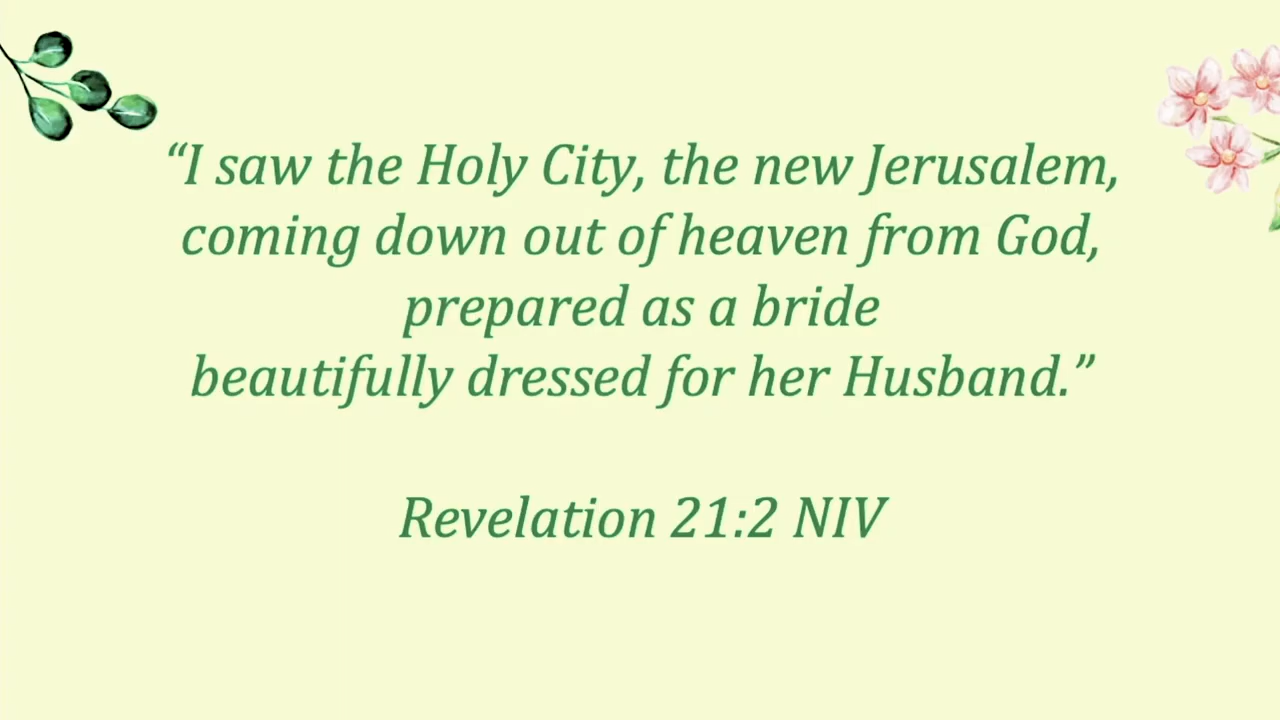 “I saw the Holy City, the new Jerusalem,
coming down out of heaven from God,
prepared as a bride
beautifully dressed for her Husband.”
Revelation 21:2 NIV